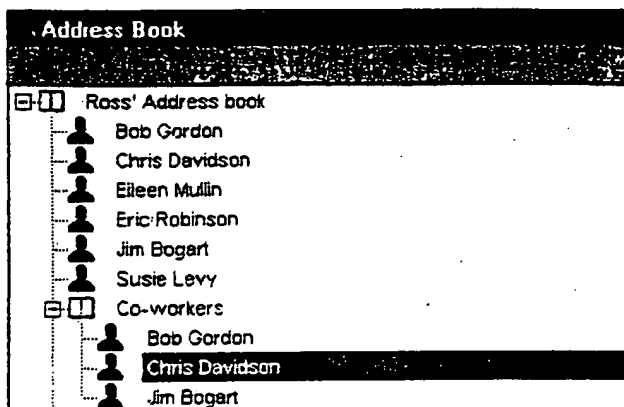 Address Book
Ross' Address book
Bob Gordon
Chris Davidson
Eileen Mullin
Eric Robinson
Jim Bogart
Susie Levy
Co-workers
Bob Gordon
Chris Davidson
Jim Bogart